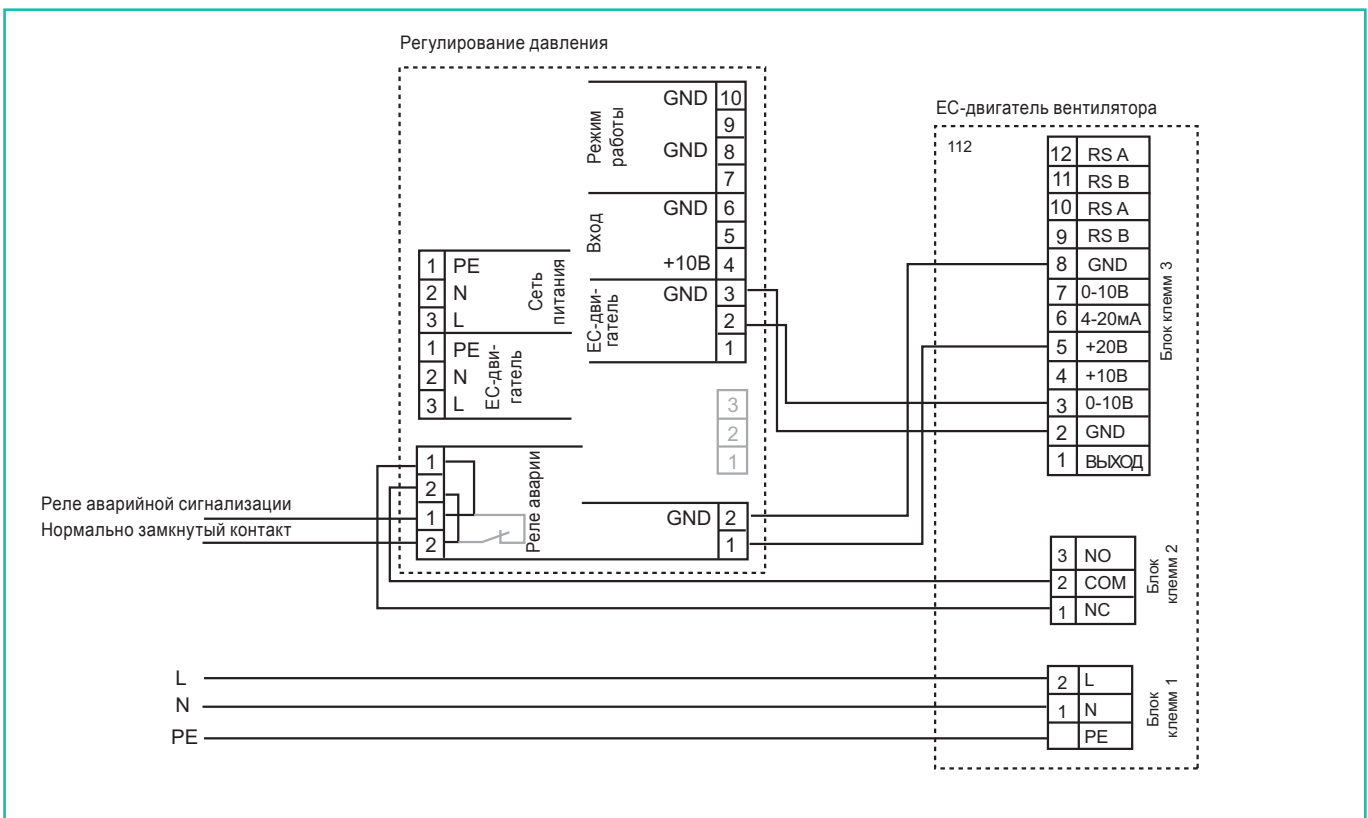 Регулирование давления
GND 10
9
GND 8
7
Режим
работы
GND 6
5
+10В 4
Вход
GND 3
2
1
ЕС-дви-
гатель
1 PE
2 N
3 L
Сеть
питания
1 PE
2 N
3 L
ЕС-дви-
гатель
3
2
1
1
2
1
2
Реле аварии
GND 2
1
Реле аварийной сигнализации
Нормально замкнутый контакт
L
N
PE
ЕС-двигатель вентилятора
112
12 RS A
11 RS B
10 RS A
9 RS B
8 GND
7 0-10В
6 4-20мА
5 +20В
4 +10В
3 0-10В
2 GND
1 ВЫХОД
Блок клемм 3
3 NO
2 COM
1 NC
Блок
клемм 2
2 L
1 N
PE
Блок
клемм 1